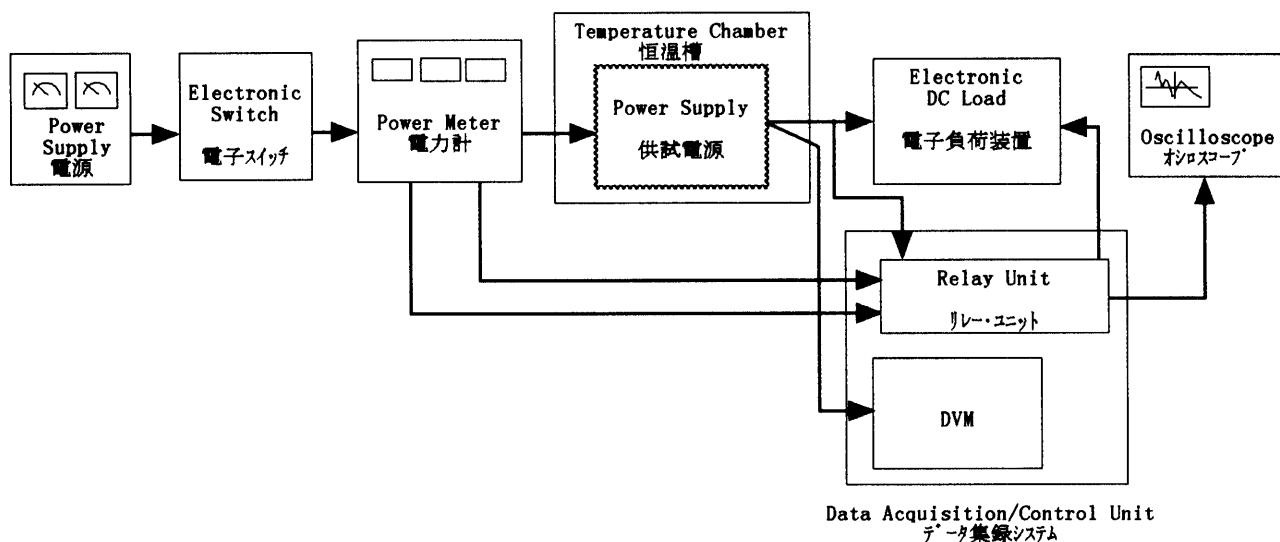 Power
Supply
電源
Electronic
Switch
電子スイッチ
Power Meter
電力計
Temperature Chamber
恒温槽
Power Supply
供試電源
Electronic
DC Load
電子負荷装置
Oscilloscope
オシロスコープ
Relay Unit
リレー・ユニット
DVM
Data Acquisition/Control Unit
データ集録システム